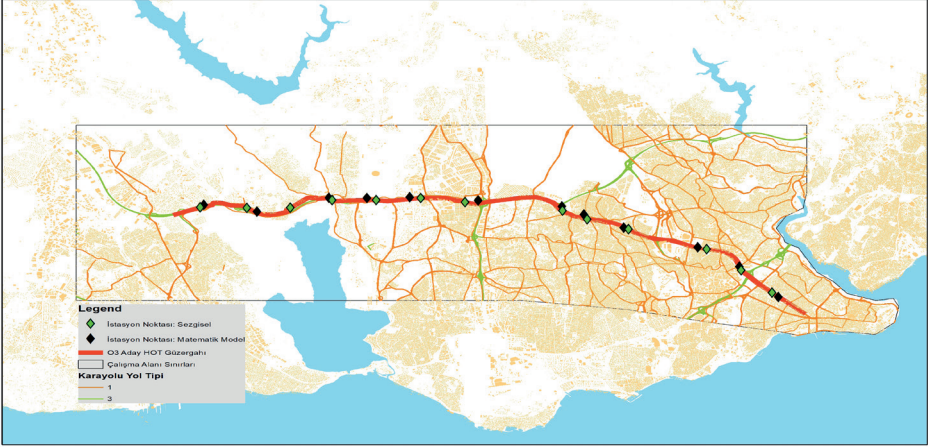 Legend
İstasyon Noktası: Sezgisel
İstasyon Noktası: Matematik Model
O3 Aday HOT Güzergahı
Çalışma Alanı Sınırları
Karayolu Yol Tipi
1
3